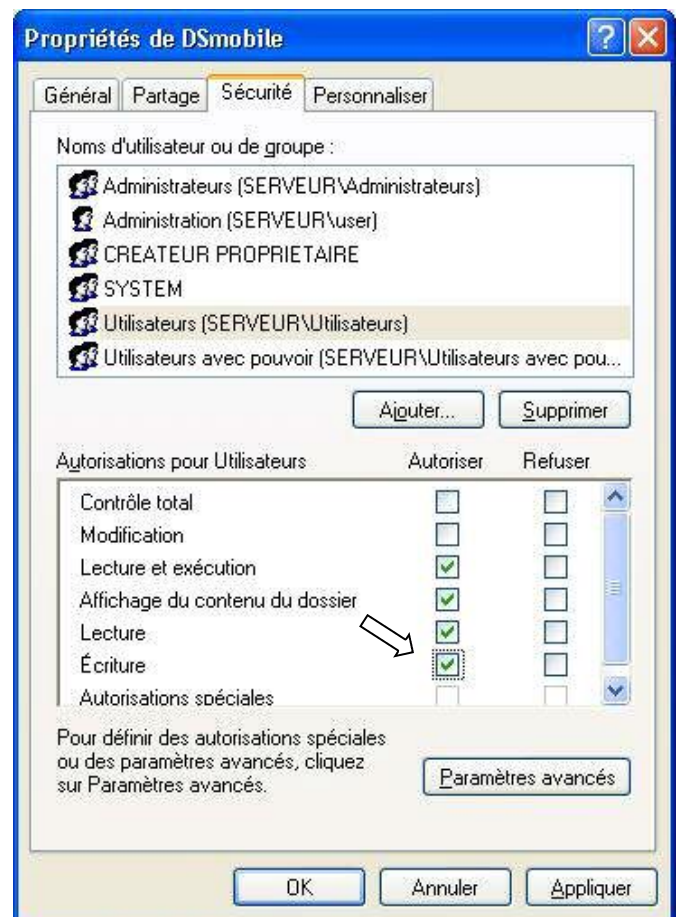 Propriétés de DSmobile
Général Partage Sécurité Personnaliser
Noms d'utilisateur ou de groupe :
Administrateurs (SERVEUR\Administrateurs)
Administration (SERVEUR\user)
CREATEUR PROPRIETAIRE
SYSTEM
Utilisateurs (SERVEUR\Utilisateurs)
Utilisateurs avec pouvoir (SERVEUR\Utilisateurs avec pou...
Ajouter... Supprimer
Autorisations pour Utilisateurs Autoriser Refuser
Contrôle total
Modification
Lecture et exécution
Affichage du contenu du dossier
Lecture
Écriture
Autorisations spéciales
Pour définir des autorisations spéciales
ou des paramètres avancés, cliquez
sur Paramètres avancés.
Paramètres avancés
OK Annuler Appliquer